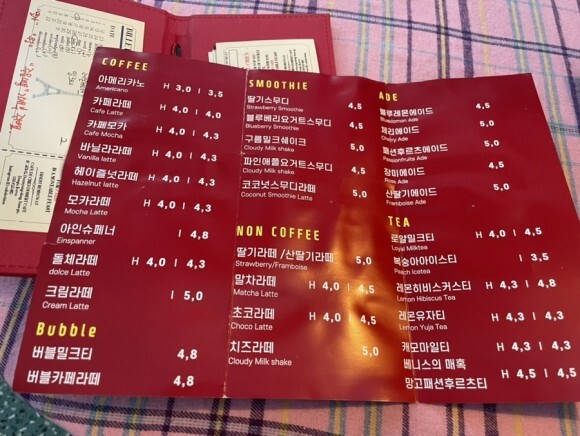 COFFEE
아메리카노 H 3,0 / 3,5
Americano
카페라떼 H 4,0 / 4,0
Cafe Latte
카페모카 H 4,0 / 4,3
Cafe Mocha
바닐라라떼 H 4,0 / 4,3
Vanilla latte
헤이즐넛라떼 H 4,0 / 4,3
Hazelnut latte
모카라떼 H 4,0 / 4,3
Mocha Latte
아인슈페너 I 4,8
Einspanner
돌체라떼 H 4,0 / 4,3
dolce Latte
크림라떼 I 5,0
Cream Latte
Bubble
버블밀크티 4,8
버블카페라떼 4,8
SMOOTHIE
딸기스무디 4,5
Strawberry Smoothie
블루베리요거트스무디 4,5
Blueberry Smoothie
구름밀크쉐이크 5,0
Cloudy Milk shake
파인애플요거트스무디 4,5
Cloudy Milk shake
코코넛스무디라떼 4,5
Coconut Smoothie Latte
NON COFFEE
딸기라떼 /산딸기라떼 5,0
Strawberry/Framboise
말차라떼 H 4,0 / 4,5
Matcha Latte
초코라떼 H 4,0 / 4,5
Choco Latte
치즈라떼 5,0
Cloudy Milk shake
ADE
블루레몬에이드 4,5
Bluelaman Ade
체리에이드 5,0
Cherry Ade
패션후르츠에이드 5,0
Passionfruits Ade
장미에이드 4,5
Rose Ade
산딸기에이드 5,0
Framboise Ade
TEA
로얄밀크티 H 4,0 / 4,5
Loyal Milktea
복숭아아이스티 I 3,5
Peach Icetea
레몬히비스커스티 H 4,3 / 4,8
Lemon Hibiscus Tea
레몬유자티 H 4,3 / 4,3
Lemon Yuja Tea
캐모마일티 H 4,3 / 4,3
베니스의 매혹
망고패션후르츠티 H 4,5 / 4,5